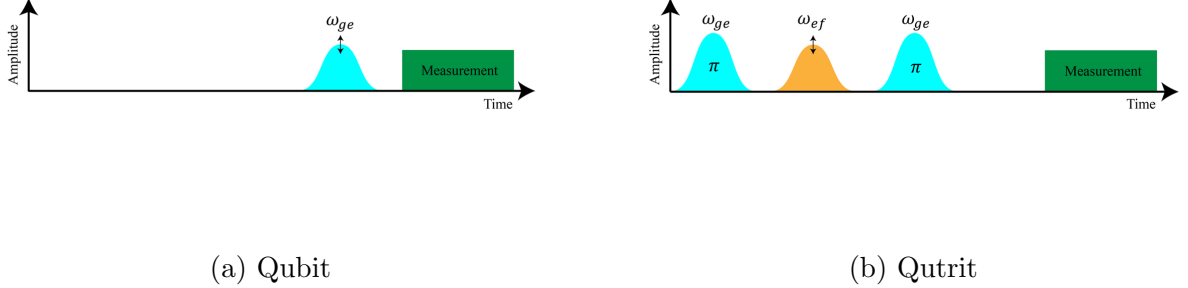 Amplitude
ω_ge
Measurement
Time
(a) Qubit
Amplitude
ω_ge
ω_ef
ω_ge
π
π
Measurement
Time
(b) Qutrit